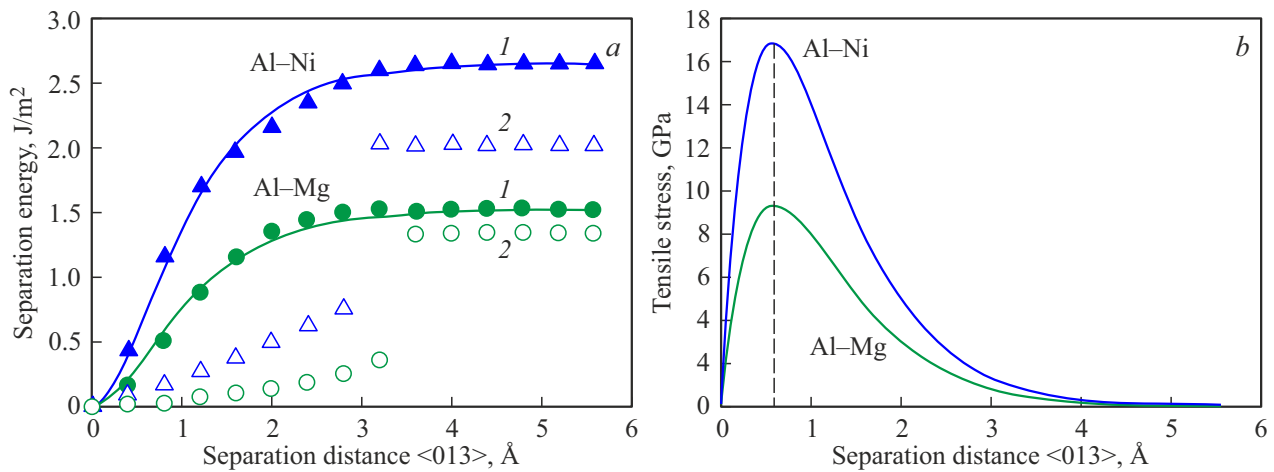 3.0
2.5
2.0
1.5
1.0
0.5
0
Separation energy, J/m²
Al–Ni
1
a
2
Al–Mg
1
2
0 1 2 3 4 5 6
Separation distance <013>, Å
18
16
14
12
10
8
6
4
4
0
Tensile stress, GPa
Al–Ni
b
Al–Mg
0 1 2 3 4 5 6
Separation distance <013>, Å